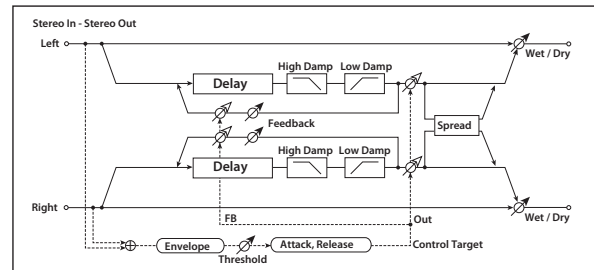 Stereo In - Stereo Out
Left
Wet / Dry
High Damp
Low Damp
Delay
Feedback
Spread
High Damp
Low Damp
Delay
Right
Wet / Dry
FB
Out
Envelope
Threshold
Attack, Release
Control Target